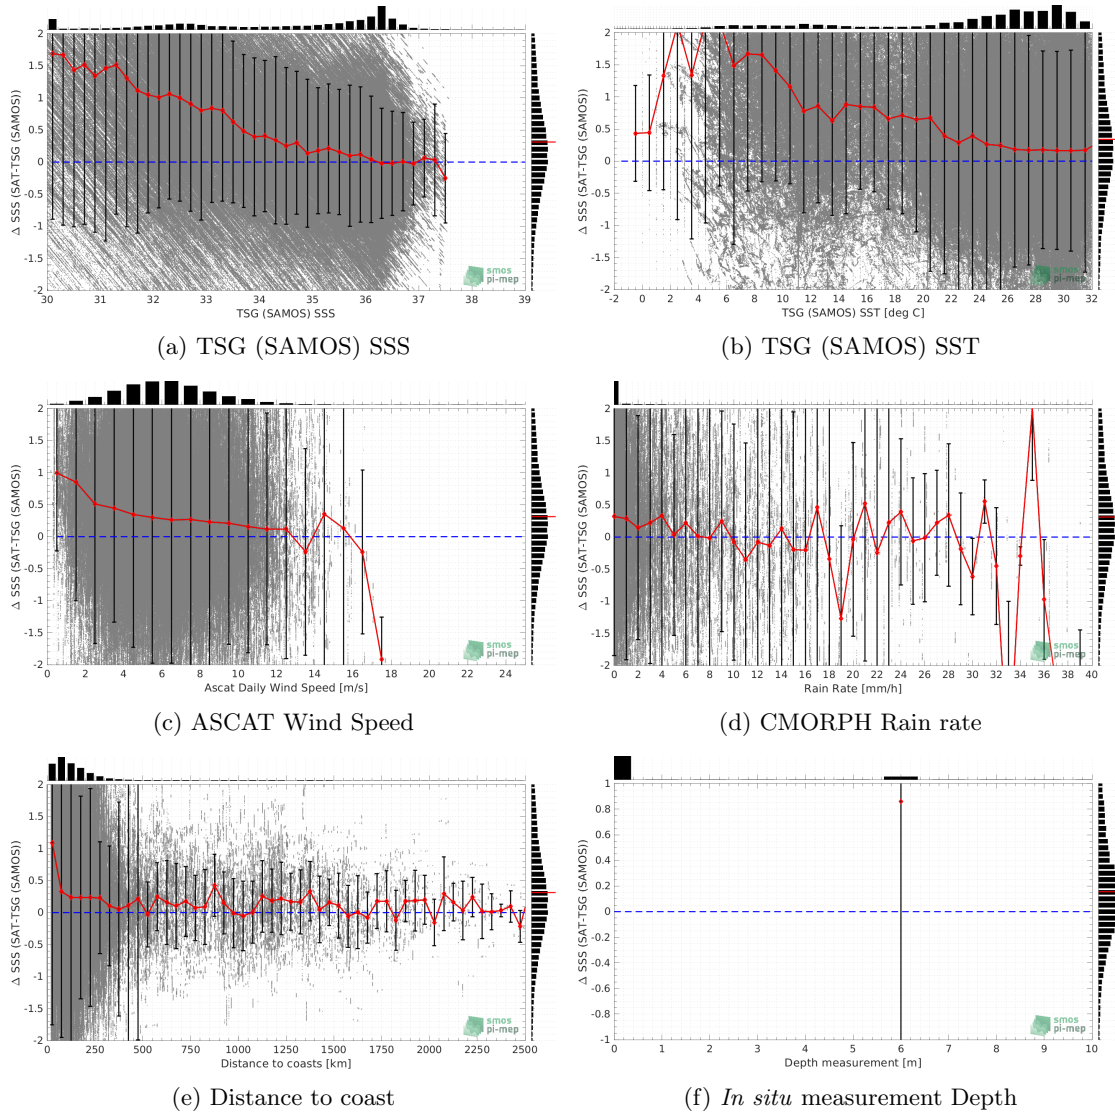 2
1.5
1
0.5
0
-0.5
-1
-1.5
-2
Δ SSS (SAT-TSG (SAMOS))
smos
pi-mep
30 31 32 33 34 35 36 37 38 39
TSG (SAMOS) SSS
(a) TSG (SAMOS) SSS
2
1.5
1
0.5
0
-0.5
-1
-1.5
-2
Δ SSS (SAT-TSG (SAMOS))
smos
pi-mep
-2 0 2 4 6 8 10 12 14 16 18 20 22 24 26 28 30 32
TSG (SAMOS) SST [deg C]
(b) TSG (SAMOS) SST
2
1.5
1
0.5
0
-0.5
-1
-1.5
-2
Δ SSS (SAT-TSG (SAMOS))
smos
pi-mep
0 2 4 6 8 10 12 14 16 18 20 22 24
Ascat Daily Wind Speed [m/s]
(c) ASCAT Wind Speed
2
1.5
1
0.5
0
-0.5
-1
-1.5
-2
Δ SSS (SAT-TSG (SAMOS))
smos
pi-mep
0 2 4 6 8 10 12 14 16 18 20 22 24 26 28 30 32 34 36 38 40
Rain Rate [mm/h]
(d) CMORPH Rain rate
2
1.5
1
0.5
0
-0.5
-1
-1.5
-2
Δ SSS (SAT-TSG (SAMOS))
smos
pi-mep
0 250 500 750 1000 1250 1500 1750 2000 2250 2500
Distance to coasts [km]
(e) Distance to coast
1
0.8
0.6
0.4
0.2
0
-0.2
-0.4
-0.6
-0.8
-1
Δ SSS (SAT-TSG (SAMOS))
smos
pi-mep
0 1 2 3 4 5 6 7 8 9 10
Depth measurement [m]
(f) In situ measurement Depth